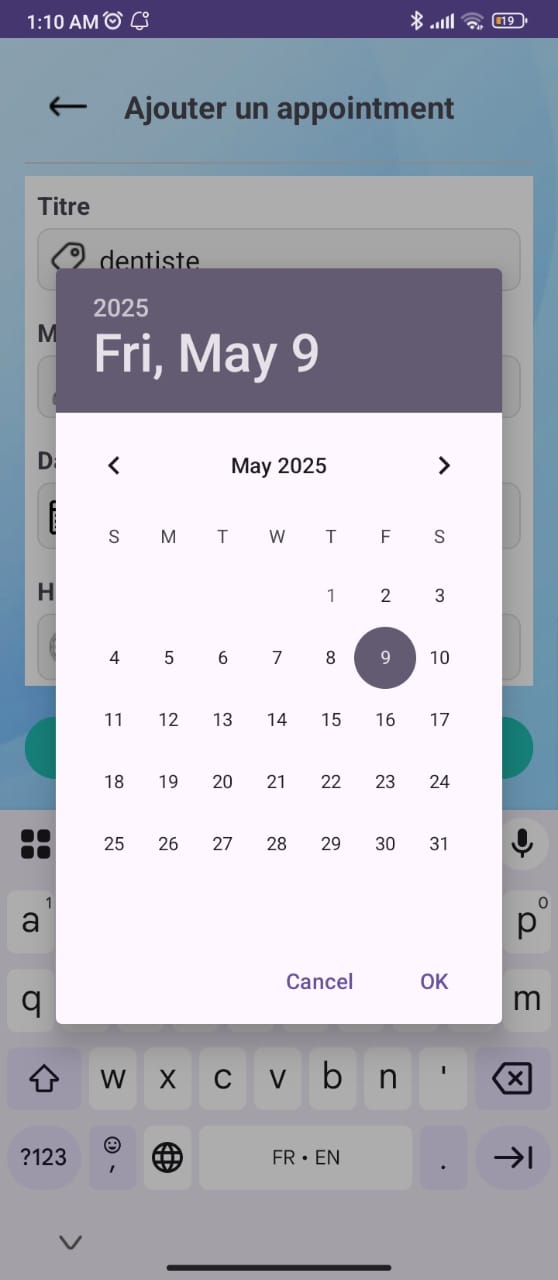 1:10 AM 19
Ajouter un appointment
Titre
dentiste
2025
Fri, May 9
M
May 2025
D
S M T W T F S
H
1 2 3
4 5 6 7 8 9 10
11 12 13 14 15 16 17
18 19 20 21 22 23 24
25 26 27 28 29 30 31
a 1 p 0
Cancel OK
q m
w x c v b n '
?123 , FR • EN .